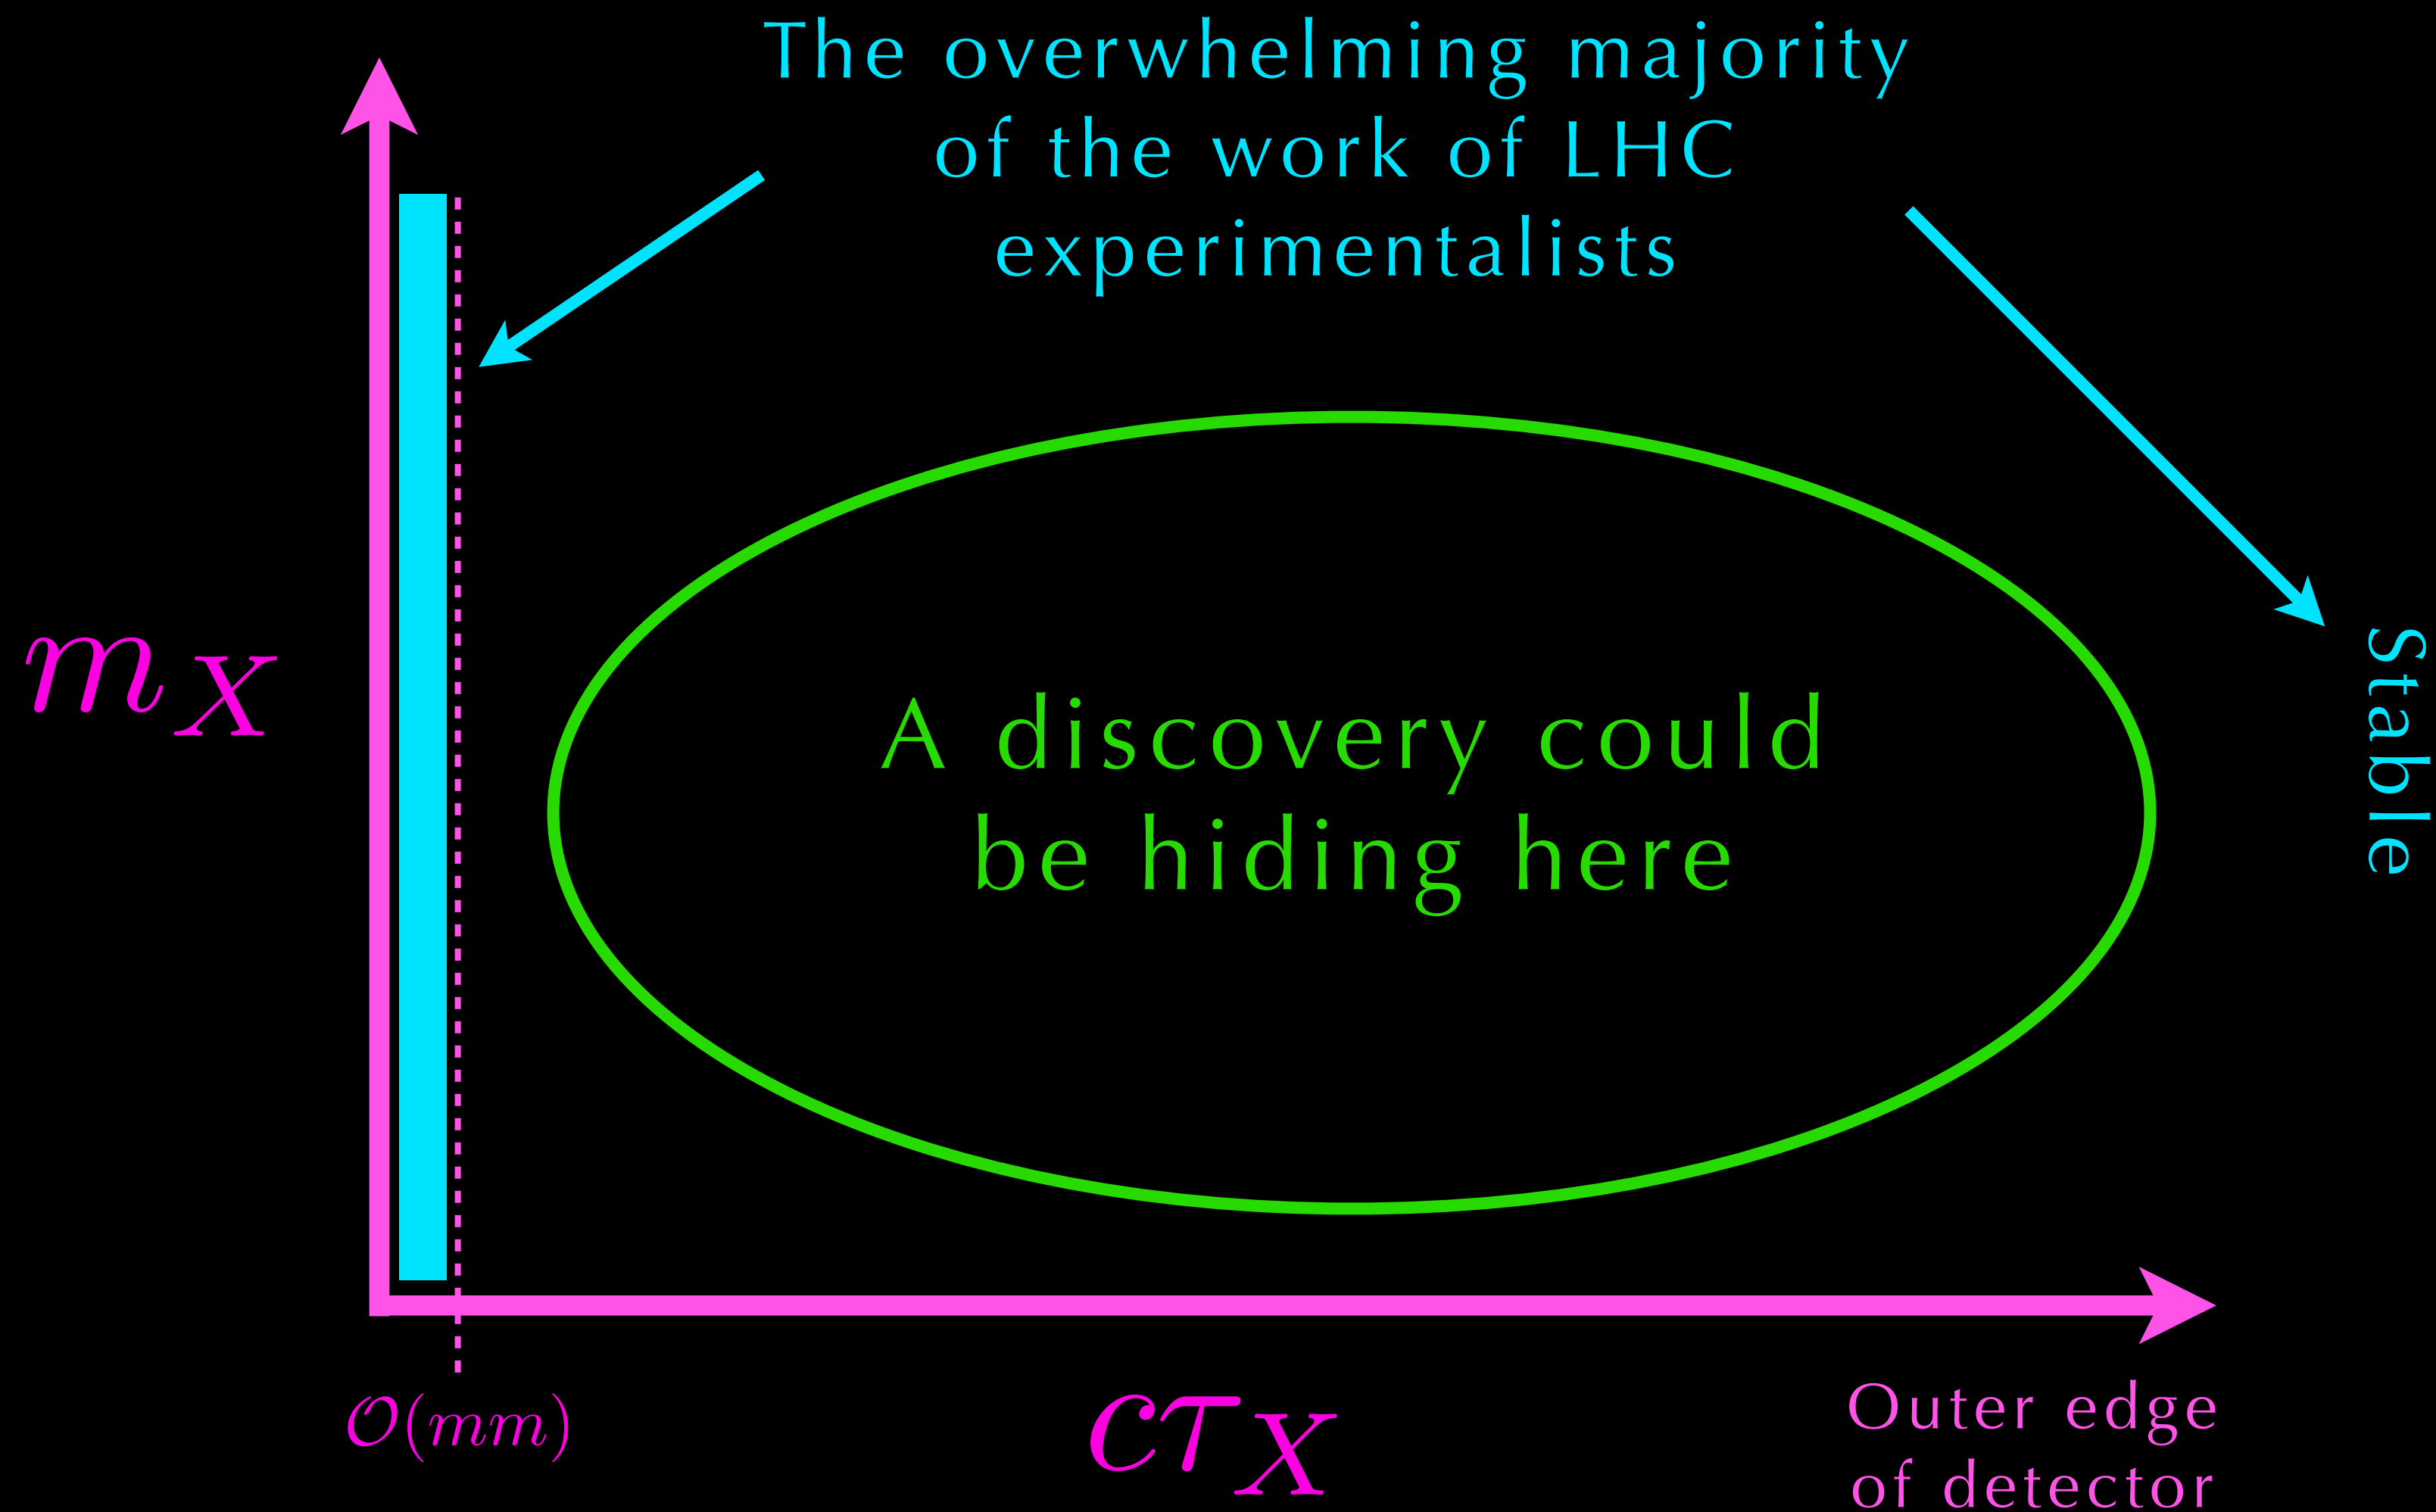 The overwhelming majority
of the work of LHC
experimentalists
m_X
A discovery could
be hiding here
Stable
𝒪(mm)
cτ_X
Outer edge
of detector